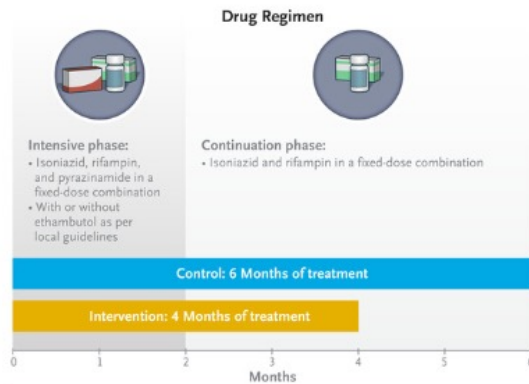 Drug Regimen
Intensive phase:
• Isoniazid, rifampin,
and pyrazinamide in a
fixed-dose combination
• With or without
ethambutol as per
local guidelines
Continuation phase:
• Isoniazid and rifampin in a fixed-dose combination
Control: 6 Months of treatment
Intervention: 4 Months of treatment
0 1 2 3 4 5 6
Months